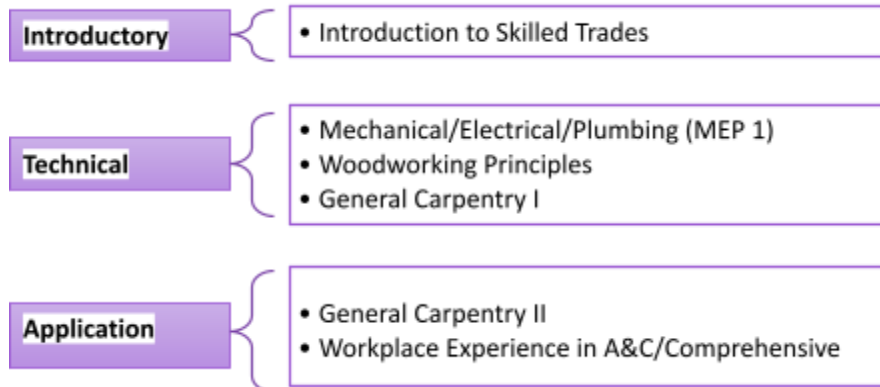 Introductory
• Introduction to Skilled Trades
Technical
• Mechanical/Electrical/Plumbing (MEP 1)
• Woodworking Principles
• General Carpentry I
Application
• General Carpentry II
• Workplace Experience in A&C/Comprehensive